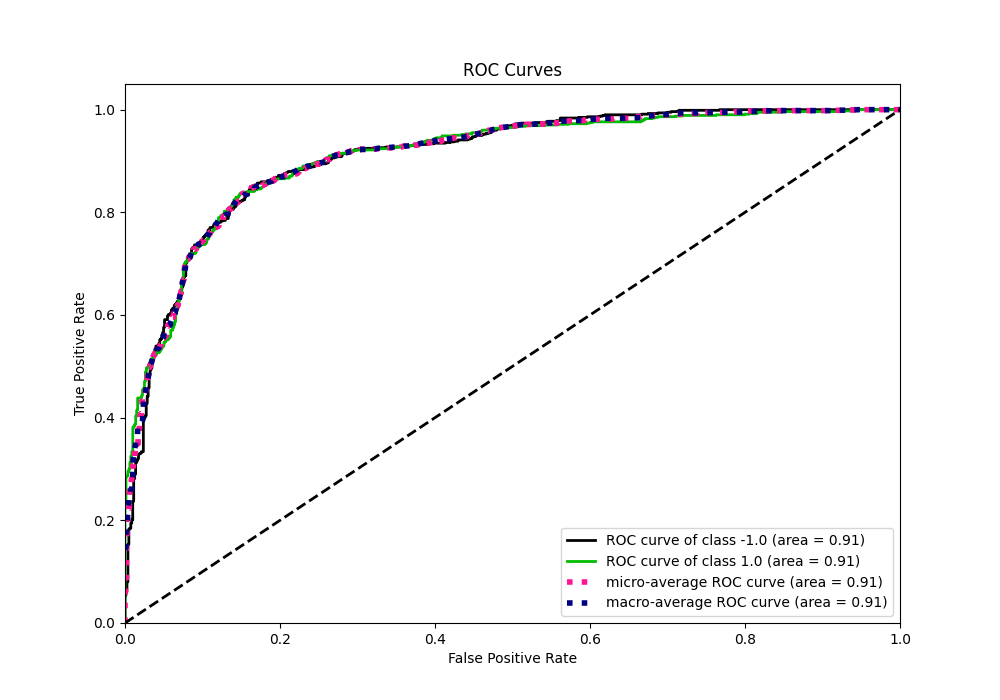 ROC Curves
True Positive Rate
1.0
0.8
0.6
0.4
0.2
0.0
0.0 0.2 0.4 0.6 0.8 1.0
False Positive Rate
ROC curve of class -1.0 (area = 0.91)
ROC curve of class 1.0 (area = 0.91)
micro-average ROC curve (area = 0.91)
macro-average ROC curve (area = 0.91)